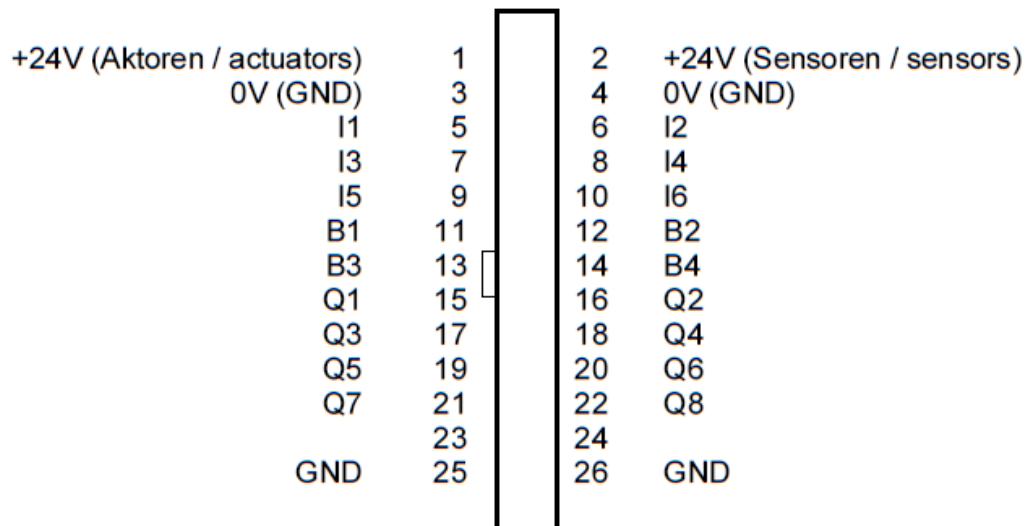 +24V (Aktoren / actuators) 1 2 +24V (Sensoren / sensors)
0V (GND) 3 4 0V (GND)
I1 5 6 I2
I3 7 8 I4
I5 9 10 I6
B1 11 12 B2
B3 13 14 B4
Q1 15 16 Q2
Q3 17 18 Q4
Q5 19 20 Q6
Q7 21 22 Q8
23 24
GND 25 26 GND